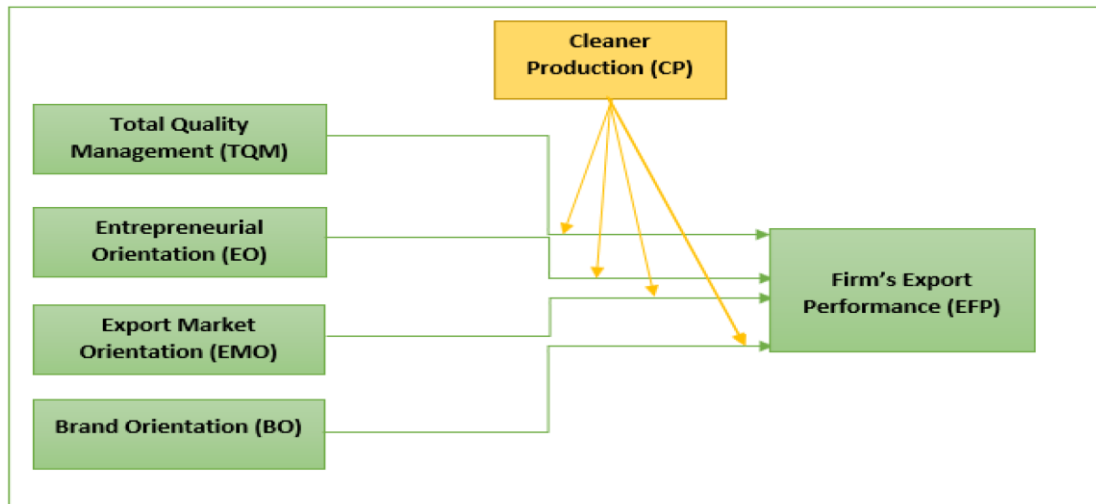 Cleaner
Production (CP)
Total Quality
Management (TQM)
Entrepreneurial
Orientation (EO)
Export Market
Orientation (EMO)
Brand Orientation (BO)
Firm’s Export
Performance (EFP)